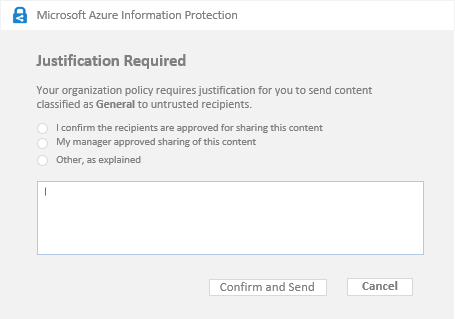 Microsoft Azure Information Protection
Justification Required
Your organization policy requires justification for you to send content
classified as General to untrusted recipients.
I confirm the recipients are approved for sharing this content
My manager approved sharing of this content
Other, as explained
Confirm and Send
Cancel